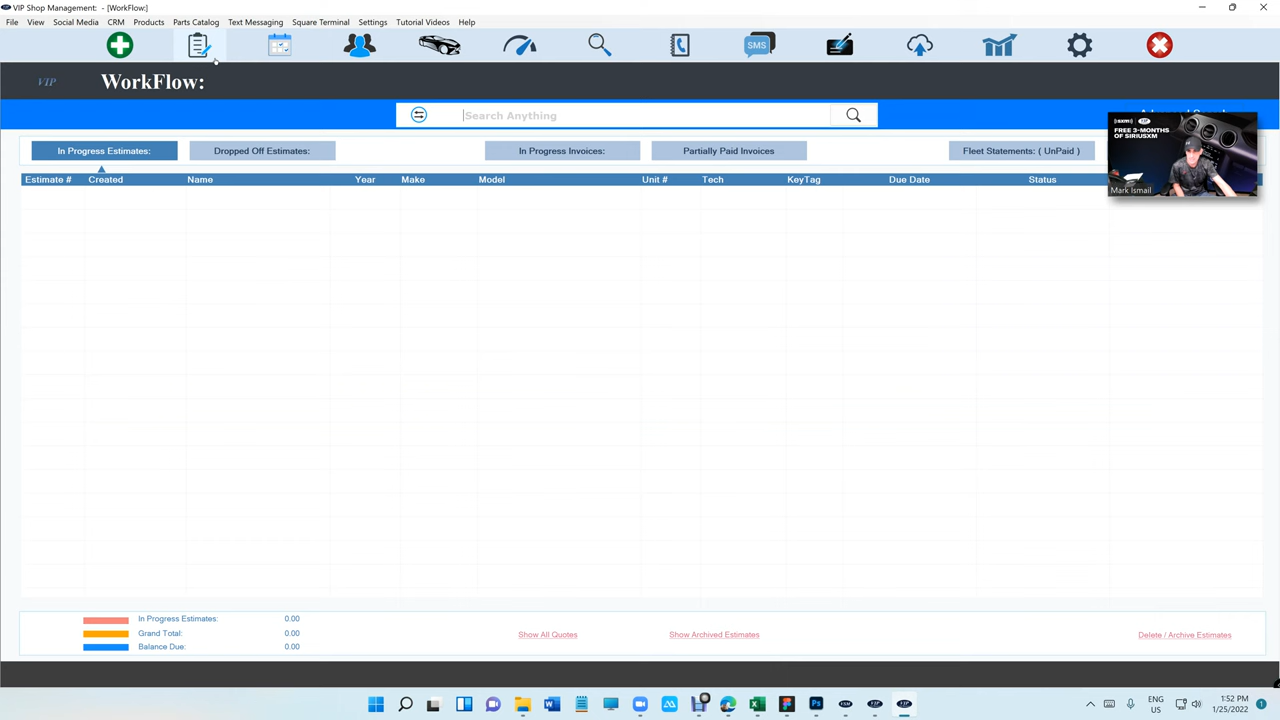 VIP Shop Management: - [WorkFlow:]
File View Social Media CRM Products Parts Catalog Text Messaging Square Terminal Settings Tutorial Videos Help
SMS
VIP WorkFlow:
Search Anything
FREE 3-MONTHS
OF SIRIUSXM
Mark Ismail
In Progress Estimates: Dropped Off Estimates: In Progress Invoices: Partially Paid Invoices Fleet Statements: ( UnPaid )
Estimate # Created Name Year Make Model Unit # Tech KeyTag Due Date Status
In Progress Estimates: 0.00
Grand Total: 0.00
Balance Due: 0.00
Show All Quotes Show Archived Estimates Delete / Archive Estimates
ENG
US
1:52 PM
1/25/2022